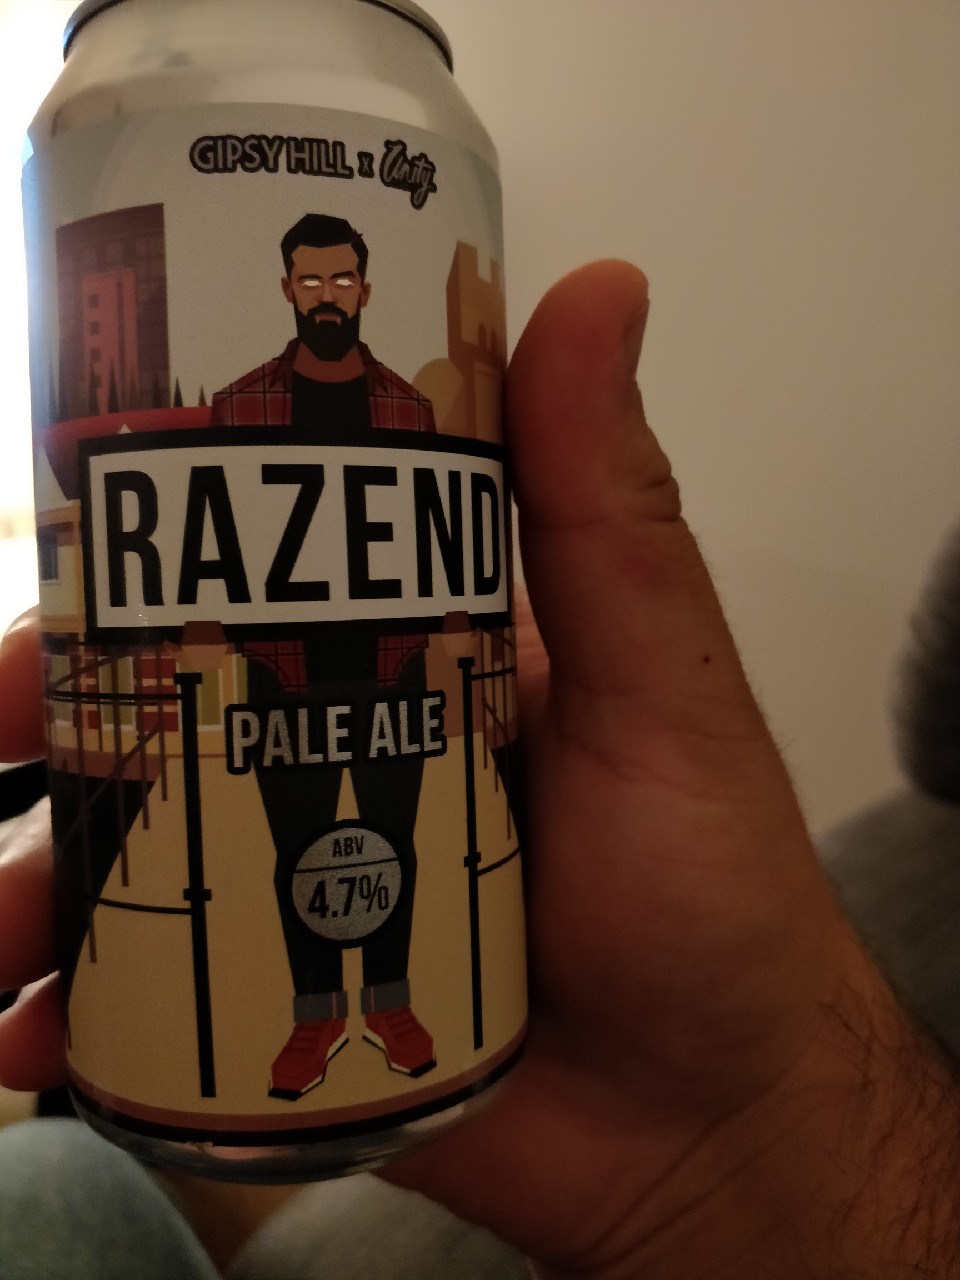 GIPSY HILL x Unity
RAZEND
PALE ALE
ABV
4.7%